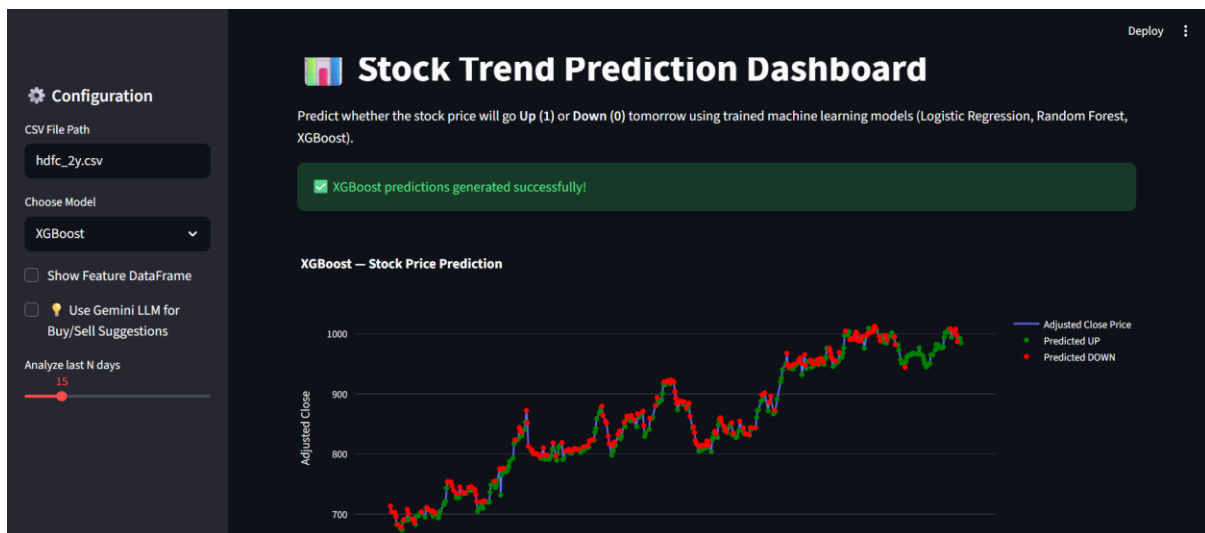 Deploy
Stock Trend Prediction Dashboard
Configuration
CSV File Path
hdfc_2y.csv
Choose Model
XGBoost
Show Feature DataFrame
Use Gemini LLM for
Buy/Sell Suggestions
Analyze last N days
15
Predict whether the stock price will go Up (1) or Down (0) tomorrow using trained machine learning models (Logistic Regression, Random Forest,
XGBoost).
XGBoost predictions generated successfully!
XGBoost — Stock Price Prediction
1000
900
800
700
Adjusted Close
Adjusted Close Price
Predicted UP
Predicted DOWN